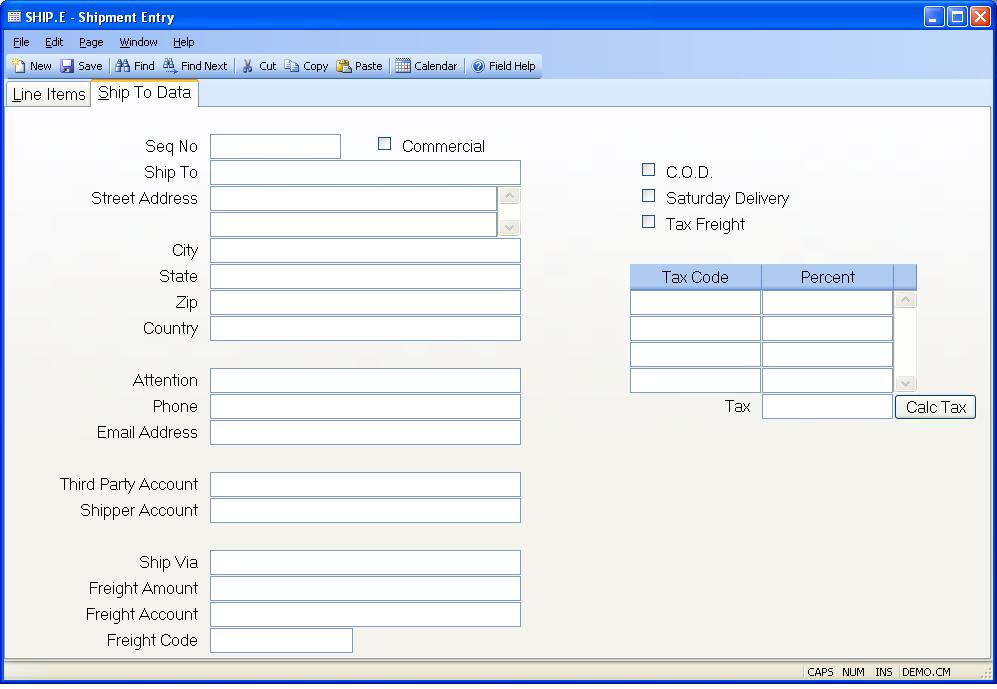 SHIP.E - Shipment Entry
File Edit Page Window Help
New Save Find Find Next Cut Copy Paste Calendar Field Help
Line Items Ship To Data
Seq No Commercial
Ship To C.O.D.
Street Address Saturday Delivery
Tax Freight
City
State Tax Code Percent
Zip
Country
Attention
Phone Tax Calc Tax
Email Address
Third Party Account
Shipper Account
Ship Via
Freight Amount
Freight Account
Freight Code
CAPS NUM INS DEMO.CM